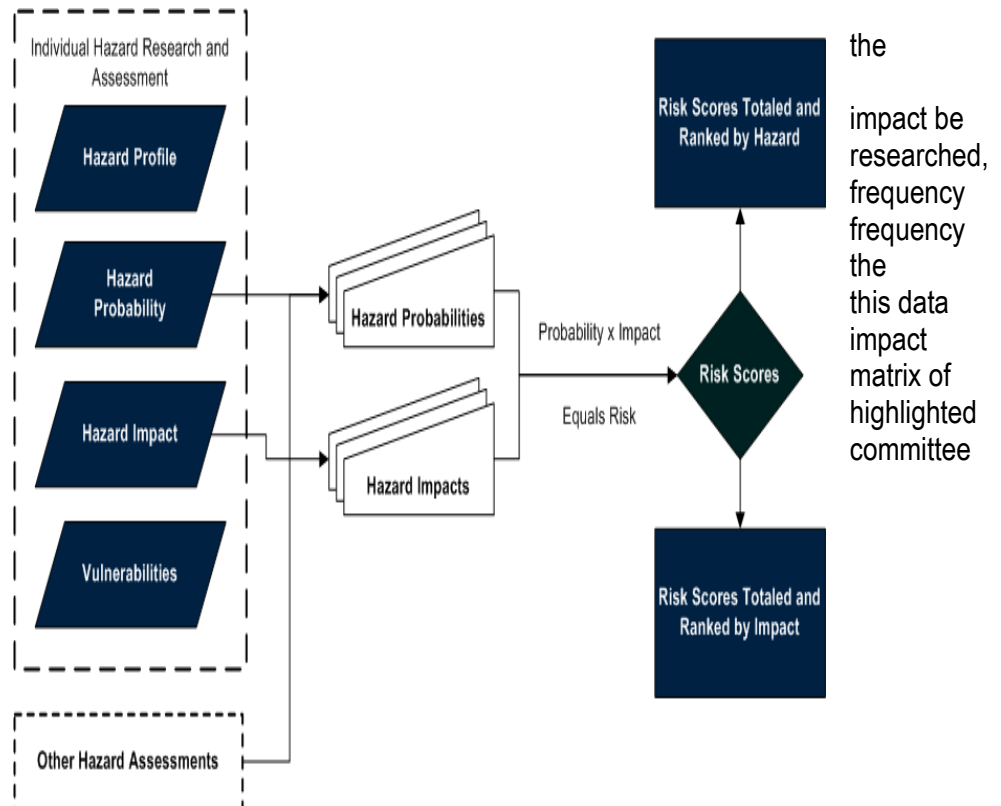 Individual Hazard Research and
Assessment
Hazard Profile
Hazard
Probability
Hazard Impact
Vulnerabilities
Other Hazard Assessments
Hazard Probabilities
Hazard Impacts
Probability x Impact
Equals Risk
Risk Scores
Risk Scores Totaled and
Ranked by Hazard
Risk Scores Totaled and
Ranked by Impact
the
impact be
researched,
frequency
frequency
the
this data
impact
matrix of
highlighted
committee